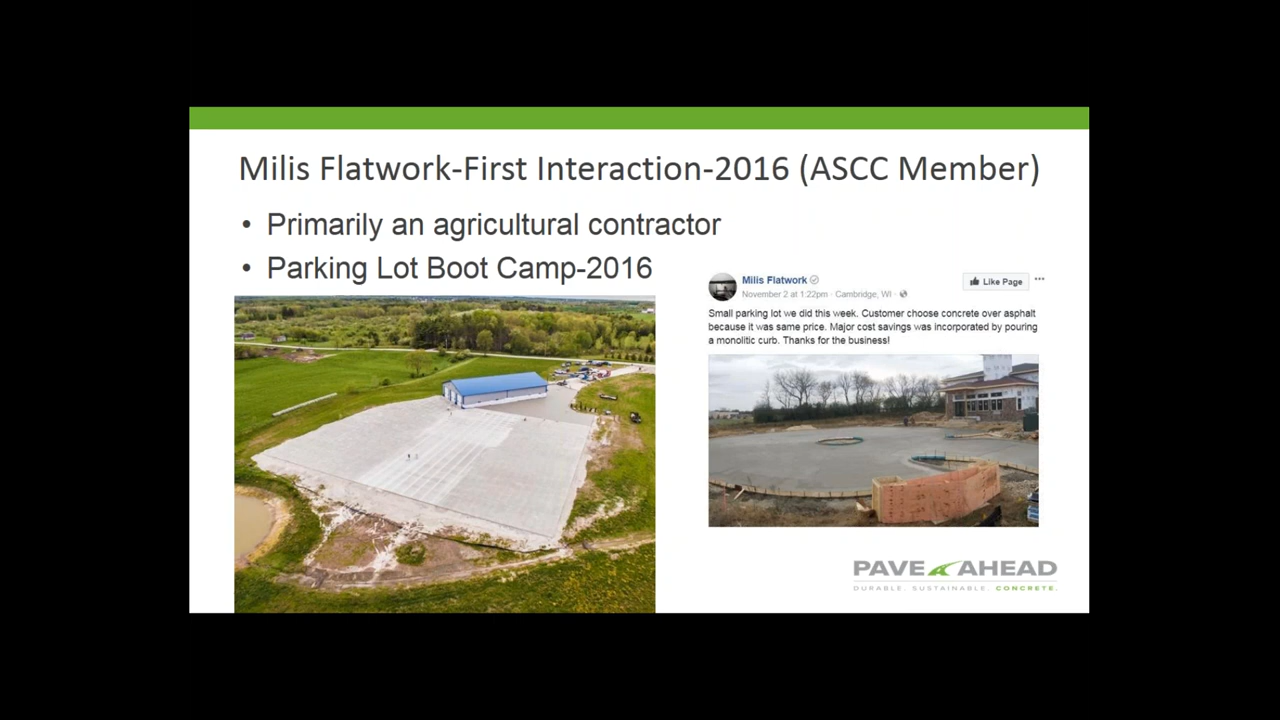 Milis Flatwork-First Interaction-2016 (ASCC Member)
• Primarily an agricultural contractor
• Parking Lot Boot Camp-2016
Milis Flatwork
November 2 at 1:22pm · Cambridge, WI ·
Like Page
Small parking lot we did this week. Customer choose concrete over asphalt
because it was same price. Major cost savings was incorporated by pouring
a monolitic curb. Thanks for the business!
PAVE AHEAD
DURABLE. SUSTAINABLE. CONCRETE.